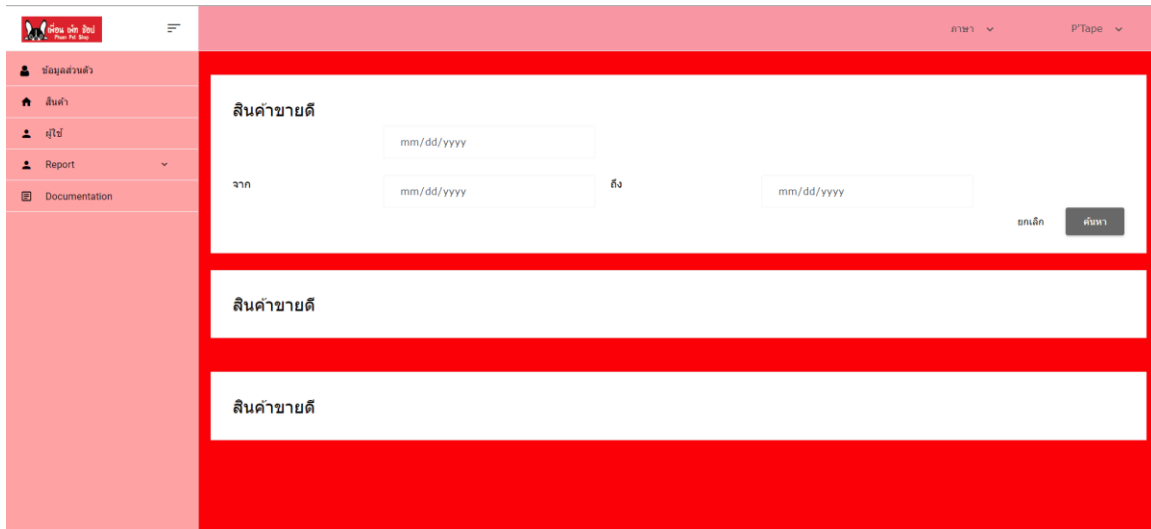 เพื่อน เพ็ท ช็อป
Phuen Pet Shop
ภาษา
P'Tape
ข้อมูลส่วนตัว
สินค้า
ผู้ใช้
Report
Documentation
สินค้าขายดี
mm/dd/yyyy
จาก mm/dd/yyyy ถึง mm/dd/yyyy
ยกเลิก ค้นหา
สินค้าขายดี
สินค้าขายดี